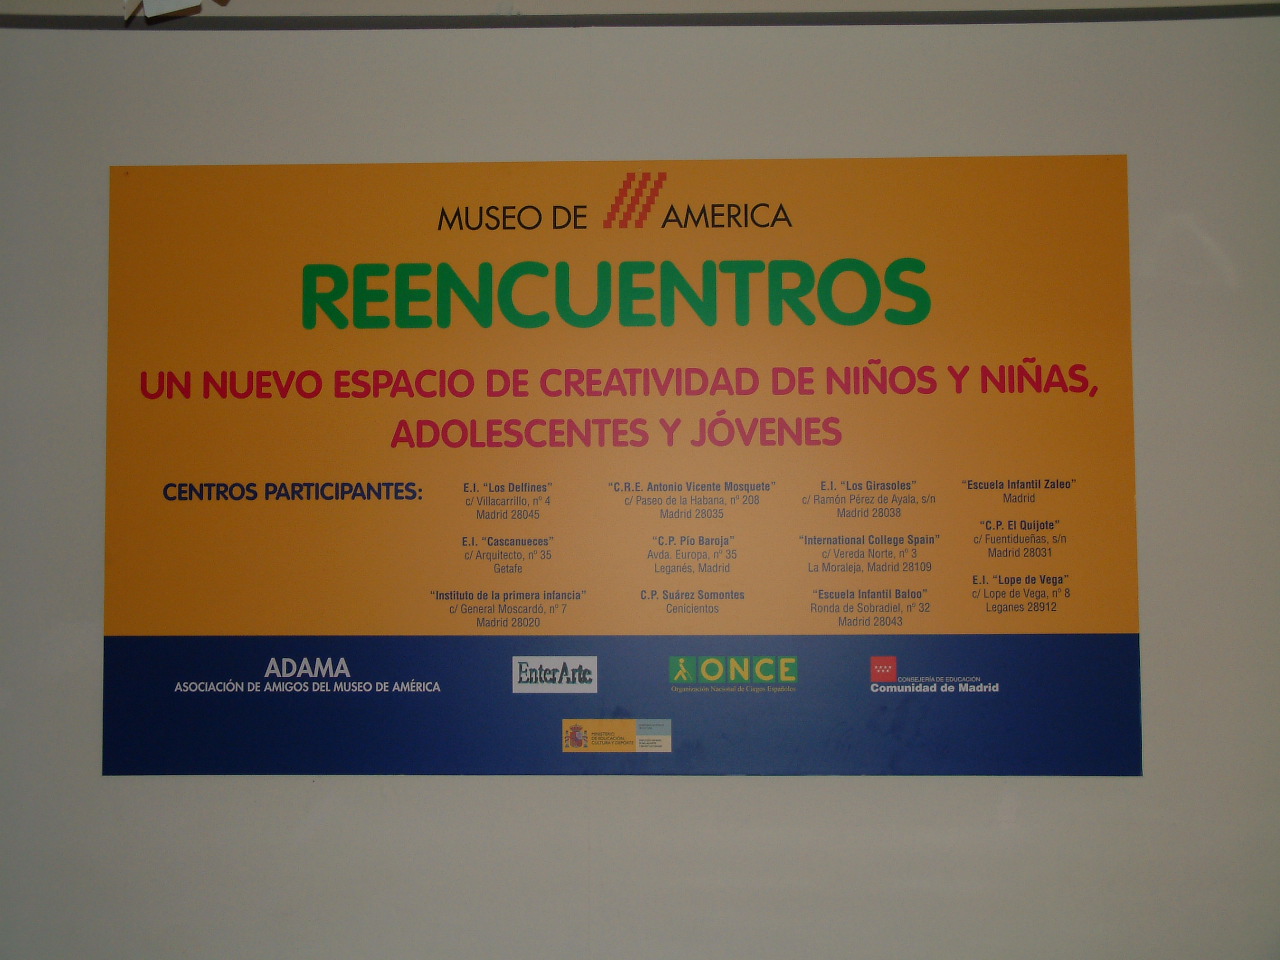 MUSEO DE AMERICA
REENCUENTROS
UN NUEVO ESPACIO DE CREATIVIDAD DE NIÑOS Y NIÑAS,
ADOLESCENTES Y JÓVENES
CENTROS PARTICIPANTES:
E.I. “Los Delfines”
c/ Villacarrillo, nº 4
Madrid 28045
E.I. “Cascanueces”
c/ Arquitecto, nº 35
Getafe
“Instituto de la primera infancia”
c/ General Moscardó, nº 7
Madrid 28020
“C.R.E. Antonio Vicente Mosquete”
c/ Paseo de la Habana, nº 208
Madrid 28035
“C.P. Pío Baroja”
Avda. Europa, nº 35
Leganés, Madrid
C.P. Suárez Somontes
Cenicientos
E.I. “Los Girasoles”
c/ Ramón Pérez de Ayala, s/n
Madrid 28038
“International College Spain”
c/ Vereda Norte, nº 3
La Moraleja, Madrid 28109
“Escuela Infantil Baloo”
Ronda de Sobradiel, nº 32
Madrid 28043
“Escuela Infantil Zaleo”
Madrid
“C.P. El Quijote”
c/ Fuentidueñas, s/n
Madrid 28031
E.I. “Lope de Vega”
c/ Lope de Vega, nº 8
Leganes 28912
ADAMA
ASOCIACIÓN DE AMIGOS DEL MUSEO DE AMÉRICA
EnterArte
ONCE
Organización Nacional de Ciegos Españoles
CONSEJERÍA DE EDUCACIÓN
Comunidad de Madrid
MINISTERIO
DE EDUCACIÓN,
CULTURA Y DEPORTE